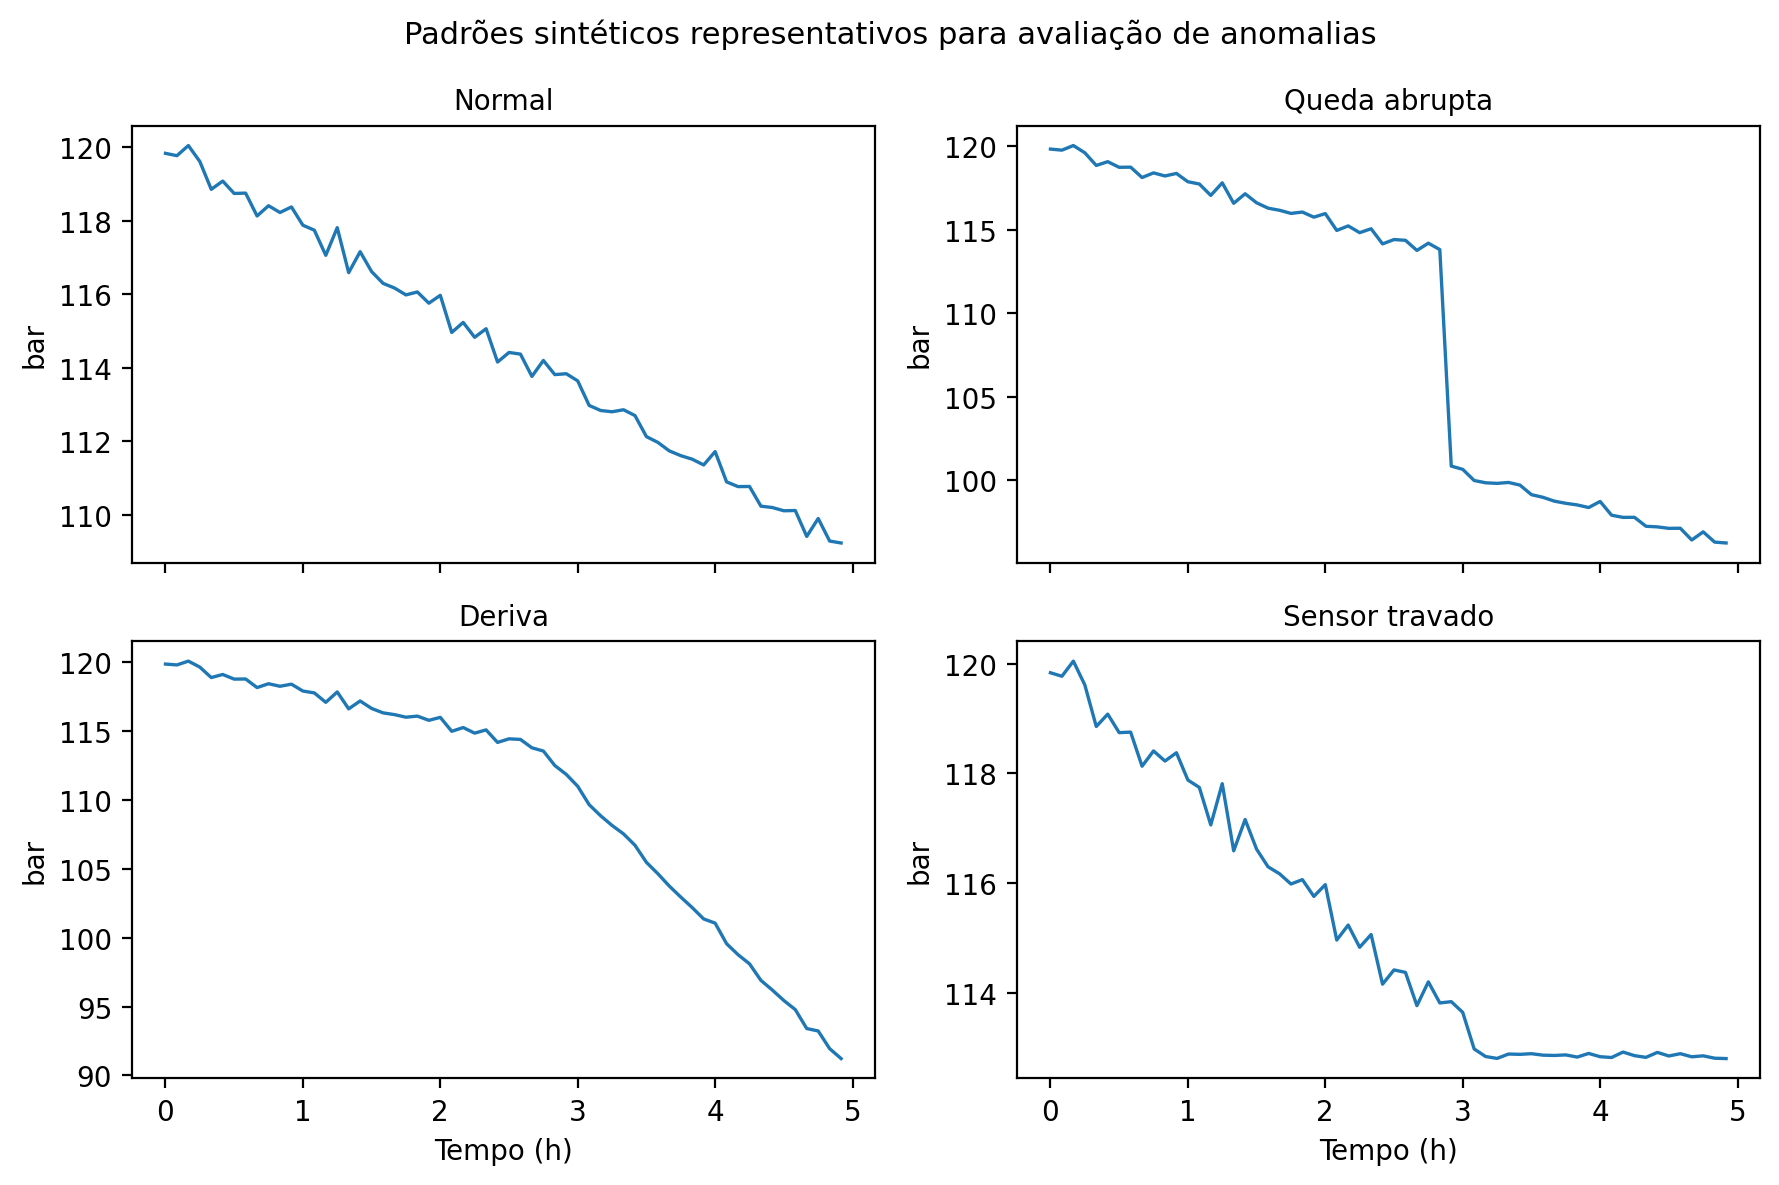 Padrões sintéticos representativos para avaliação de anomalias
Normal
120
118
116
114
112
110
bar
Queda abrupta
120
115
110
105
100
bar
Deriva
120
115
110
105
100
95
90
bar
0 1 2 3 4 5
Tempo (h)
Sensor travado
120
118
116
114
bar
0 1 2 3 4 5
Tempo (h)